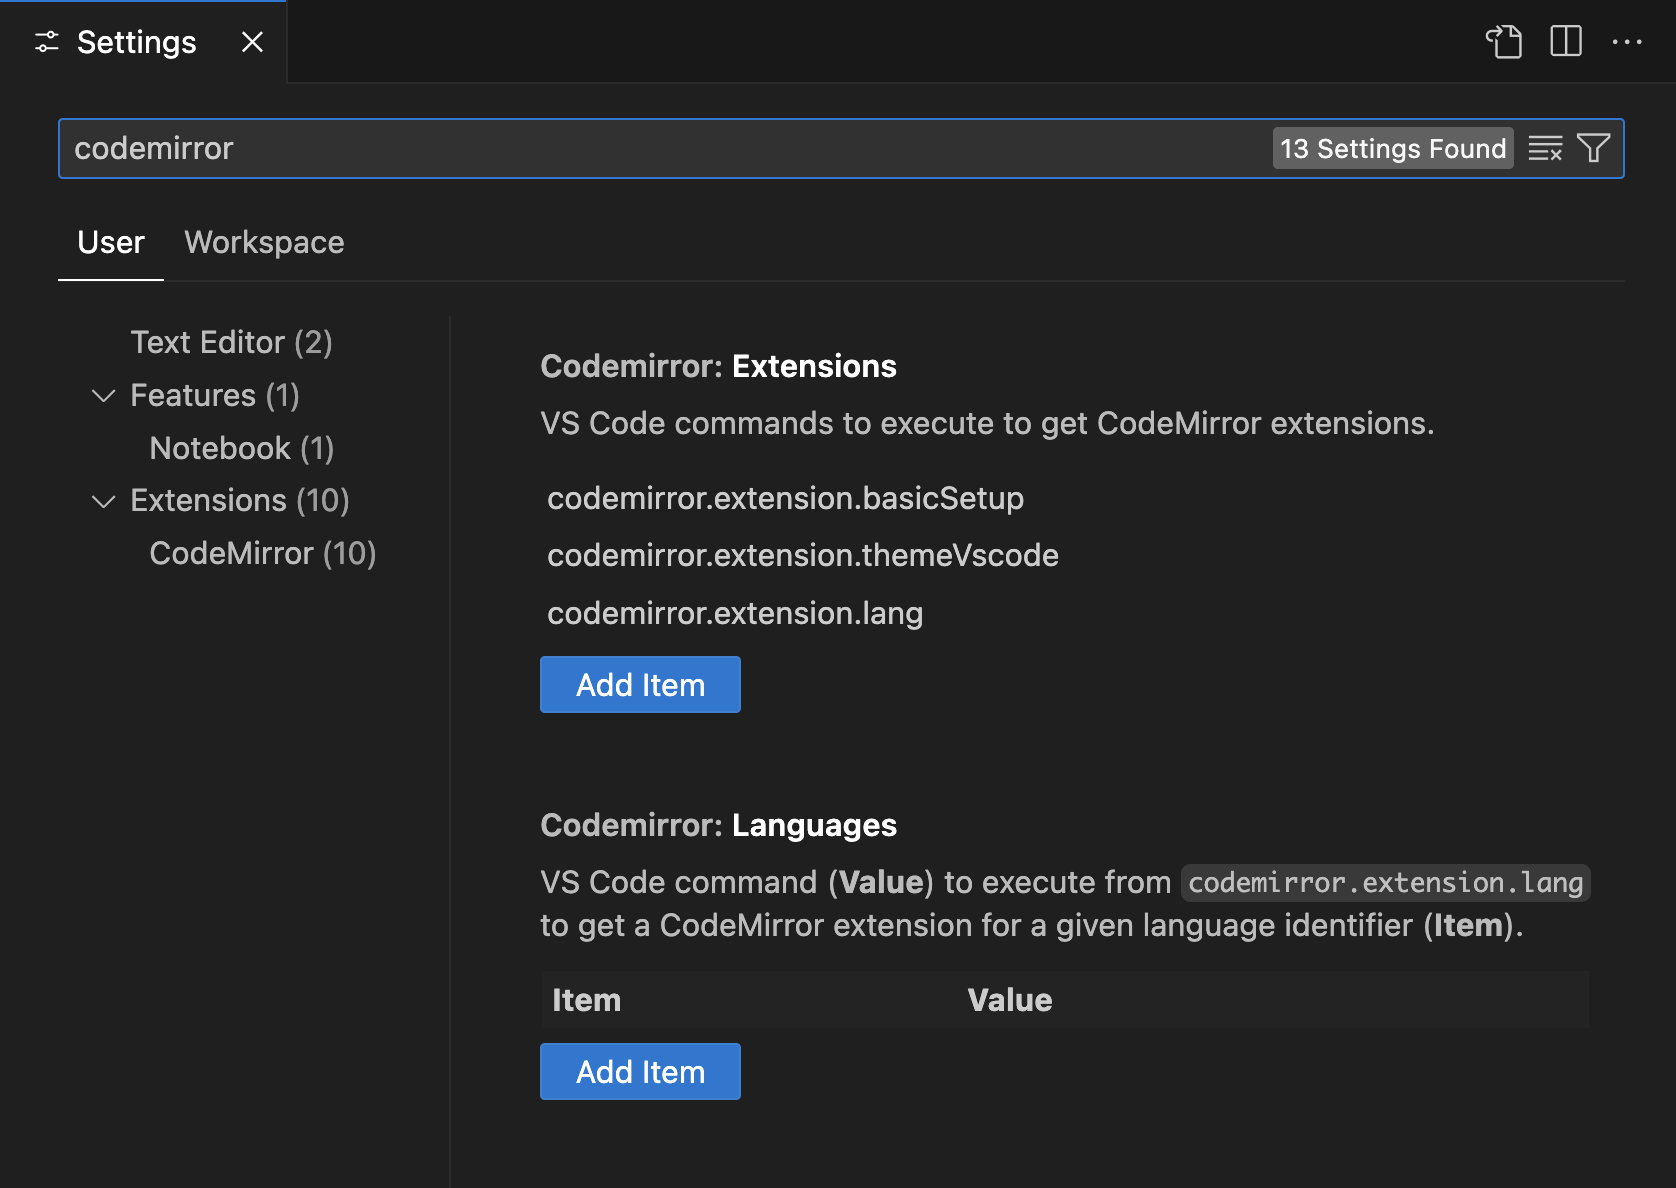 Settings
codemirror
13 Settings Found
User Workspace
Text Editor (2)
Features (1)
Notebook (1)
Extensions (10)
CodeMirror (10)
Codemirror: Extensions
VS Code commands to execute to get CodeMirror extensions.
codemirror.extension.basicSetup
codemirror.extension.themeVscode
codemirror.extension.lang
Add Item
Codemirror: Languages
VS Code command (Value) to execute from codemirror.extension.lang
to get a CodeMirror extension for a given language identifier (Item).
Item Value
Add Item